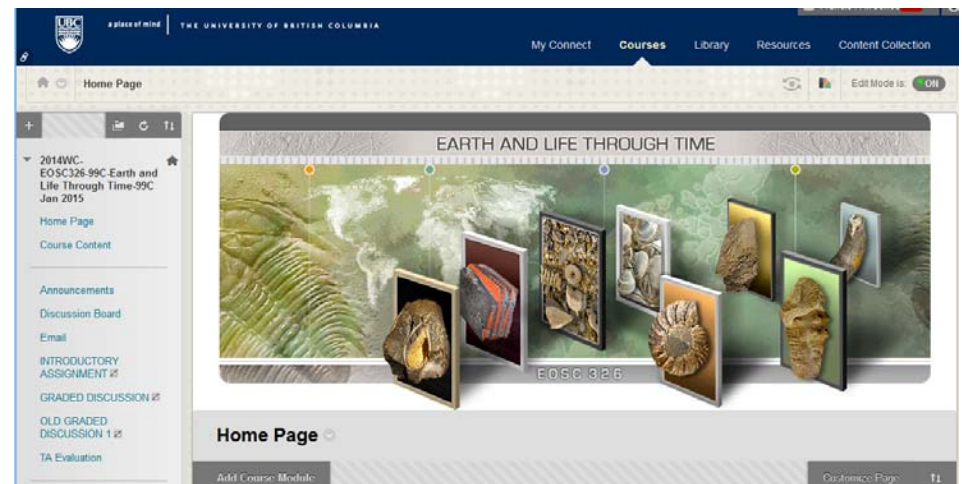 UBC
a place of mind
THE UNIVERSITY OF BRITISH COLUMBIA
My Connect
Courses
Library
Resources
Content Collection
Home Page
Edit Mode is:
ON
2014WC-
EOSC326-99C-Earth and
Life Through Time-99C
Jan 2015
Home Page
Course Content
Announcements
Discussion Board
Email
INTRODUCTORY
ASSIGNMENT
GRADED DISCUSSION
OLD GRADED
DISCUSSION 1
TA Evaluation
EARTH AND LIFE THROUGH TIME
EOSC 326
Home Page
Add Course Module
Customize Page